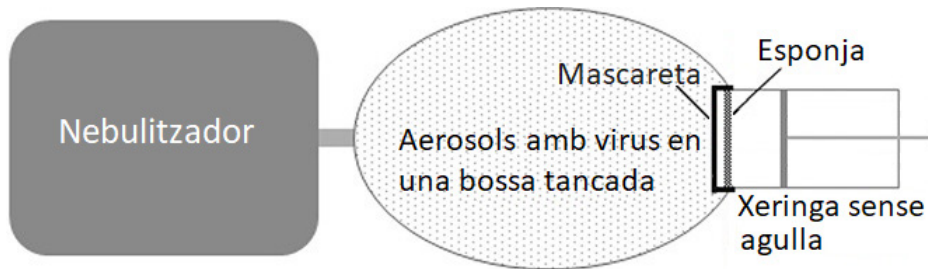 Nebulitzador
Mascareta
Esponja
Aerosols amb virus en
una bossa tancada
Xeringa sense
agulla